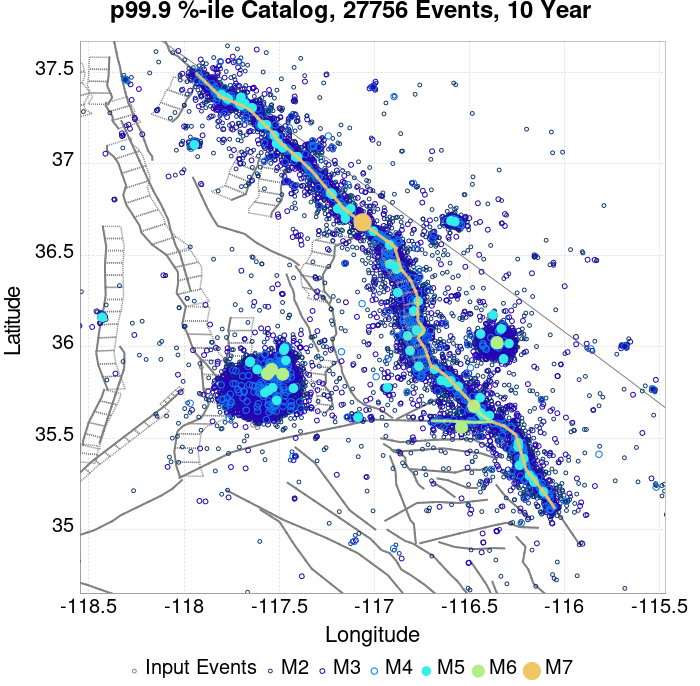 p99.9 %-ile Catalog, 27756 Events, 10 Year
37.5
37
36.5
36
35.5
35
Latitude
-118.5 -118 -117.5 -117 -116.5 -116 -115.5
Longitude
Input Events M2 M3 M4 M5 M6 M7